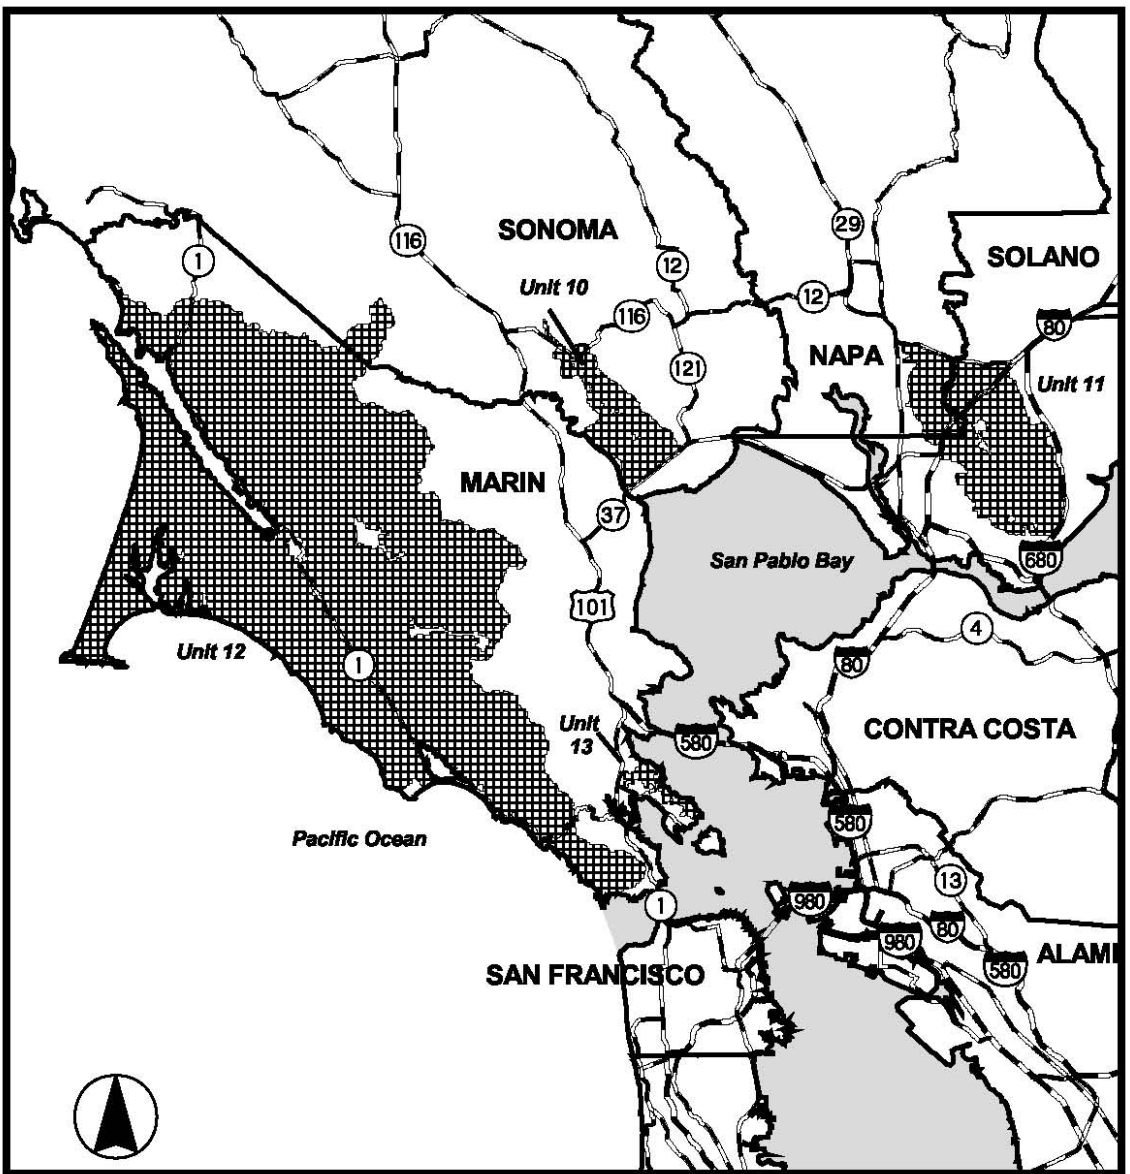 SONOMA
29
116
1
SOLANO
12
Unit 10
12
116
80
NAPA
121
Unit 11
MARIN
37
San Pablo Bay
680
101
4
Unit 12
80
1
Unit
13
CONTRA COSTA
580
580
Pacific Ocean
13
980
1
80
980
ALAM
580
SAN FRANCISCO